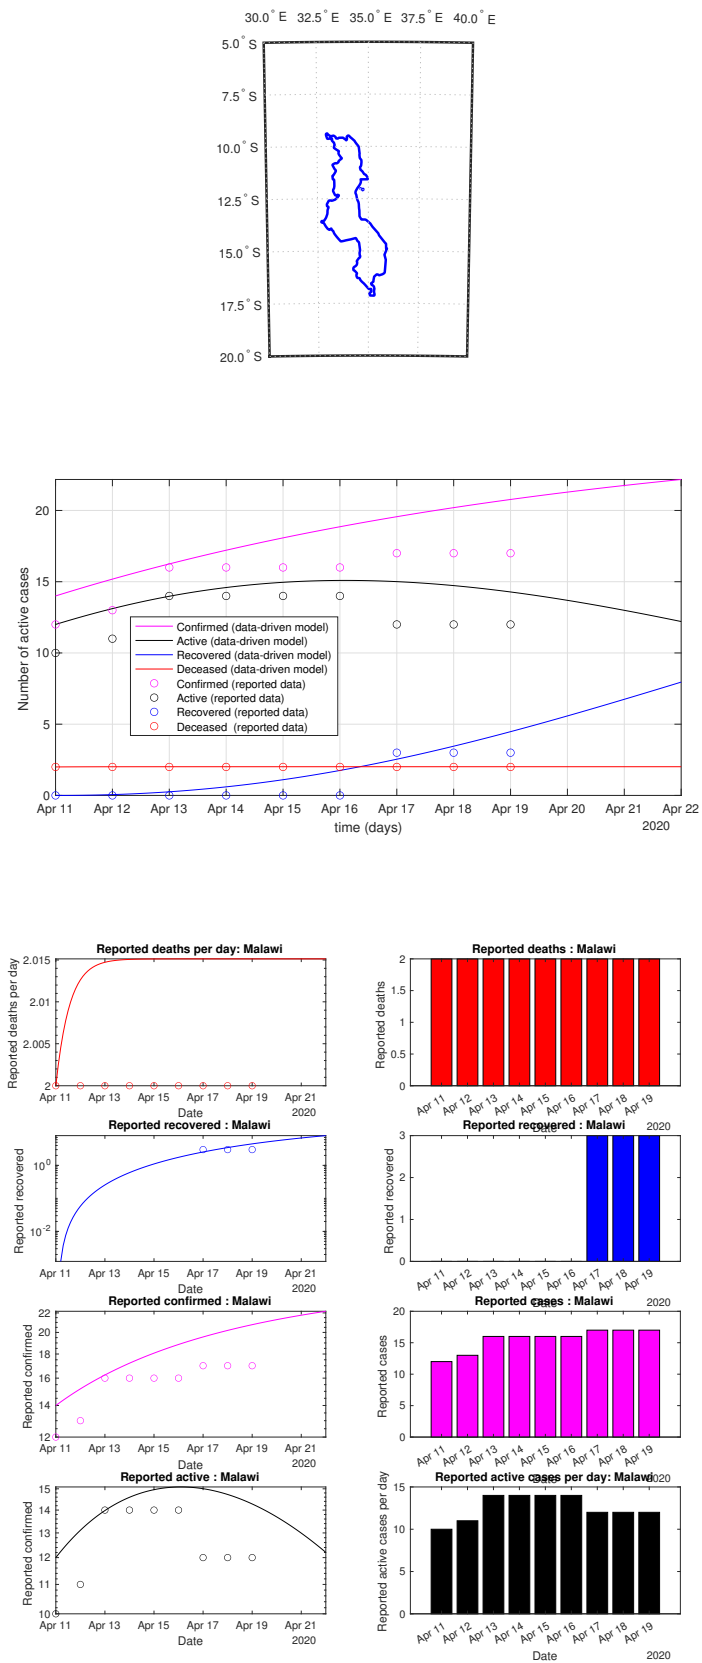 30.0° E 32.5° E 35.0° E 37.5° E 40.0° E
5.0° S
7.5° S
10.0° S
12.5° S
15.0° S
17.5° S
20.0° S
Number of active cases
20
15
10
5
0
Confirmed (data-driven model)
Active (data-driven model)
Recovered (data-driven model)
Deceased (data-driven model)
Confirmed (reported data)
Active (reported data)
Recovered (reported data)
Deceased (reported data)
Apr 11 Apr 12 Apr 13 Apr 14 Apr 15 Apr 16 Apr 17 Apr 18 Apr 19 Apr 20 Apr 21 Apr 22
time (days)
2020
Reported deaths per day: Malawi
Reported deaths per day
2.015
2.01
2.005
2
Apr 11 Apr 13 Apr 15 Apr 17 Apr 19 Apr 21
Date
2020
Reported deaths : Malawi
Reported deaths
2
1.5
1
0.5
0
Apr 11 Apr 12 Apr 13 Apr 14 Apr 15 Apr 16 Apr 17 Apr 18 Apr 19
Date
2020
Reported recovered : Malawi
Reported recovered
10^0
10^-2
Apr 11 Apr 13 Apr 15 Apr 17 Apr 19 Apr 21
Date
2020
Reported recovered : Malawi
Reported recovered
3
2
1
0
Apr 11 Apr 12 Apr 13 Apr 14 Apr 15 Apr 16 Apr 17 Apr 18 Apr 19
Date
2020
Reported confirmed : Malawi
Reported confirmed
22
20
18
16
14
12
Apr 11 Apr 13 Apr 15 Apr 17 Apr 19 Apr 21
Date
2020
Reported cases : Malawi
Reported cases
20
15
10
5
0
Apr 11 Apr 12 Apr 13 Apr 14 Apr 15 Apr 16 Apr 17 Apr 18 Apr 19
Date
2020
Reported active : Malawi
Reported confirmed
15
14
13
12
11
10
Apr 11 Apr 13 Apr 15 Apr 17 Apr 19 Apr 21
Date
2020
Reported active cases per day: Malawi
Reported active cases per day
15
10
5
0
Apr 11 Apr 12 Apr 13 Apr 14 Apr 15 Apr 16 Apr 17 Apr 18 Apr 19
Date
2020